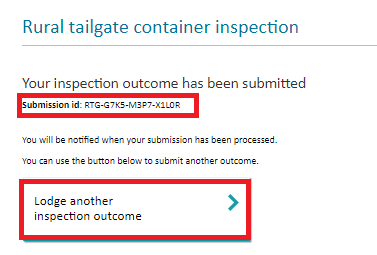 Rural tailgate container inspection
Your inspection outcome has been submitted
Submission id: RTG-G7K5-M3P7-X1L0R
You will be notified when your submission has been processed.
You can use the button below to submit another outcome.
Lodge another
inspection outcome